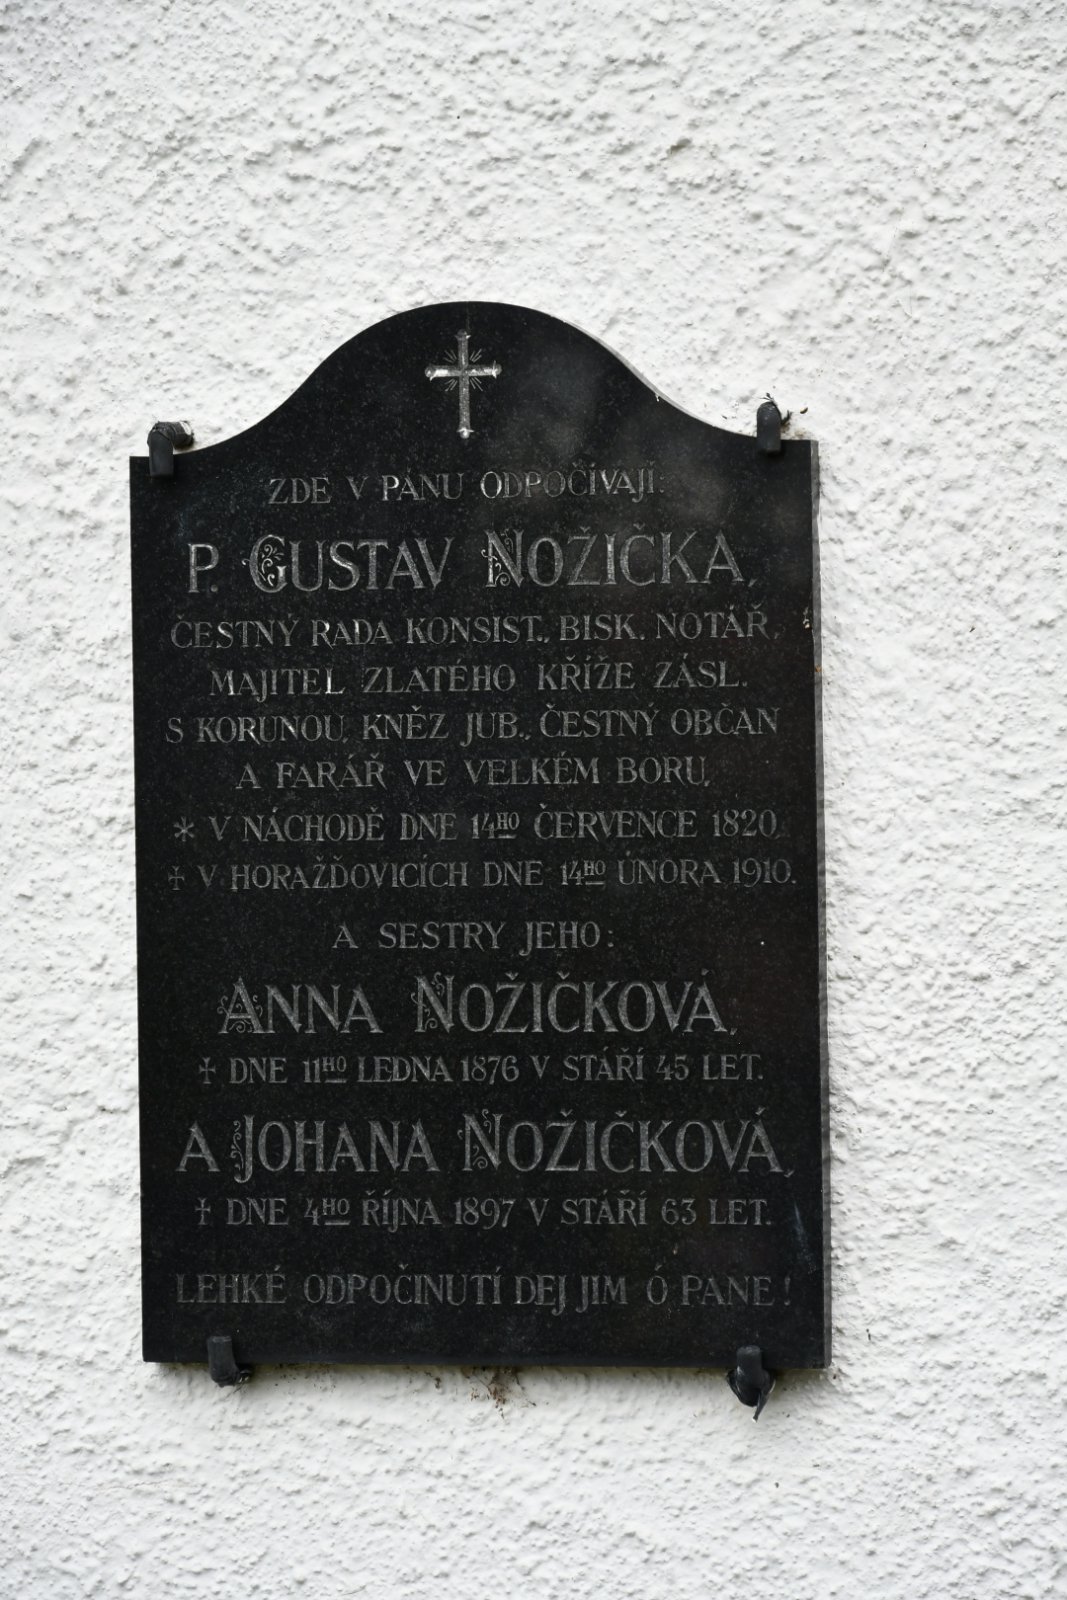 ZDE V PÁNU ODPOČÍVAJÍ:
P. GUSTAV NOŽIČKA,
ČESTNÝ RADA KONSIST., BISK. NOTÁŘ,
MAJITEL ZLATÉHO KŘÍŽE ZÁSL.
S KORUNOU, KNĚZ JUB., ČESTNÝ OBČAN
A FARÁŘ VE VELKÉM BORU,
* V NÁCHODĚ DNE 14HO ČERVENCE 1820,
† V HORAŽĎOVICÍCH DNE 14HO ÚNORA 1910.
A SESTRY JEHO:
ANNA NOŽIČKOVÁ,
† DNE 11HO LEDNA 1876 V STÁŘÍ 45 LET.
A JOHANA NOŽIČKOVÁ,
† DNE 4HO ŘÍJNA 1897 V STÁŘÍ 63 LET.
LEHKÉ ODPOČINUTÍ DEJ JIM Ó PANE!